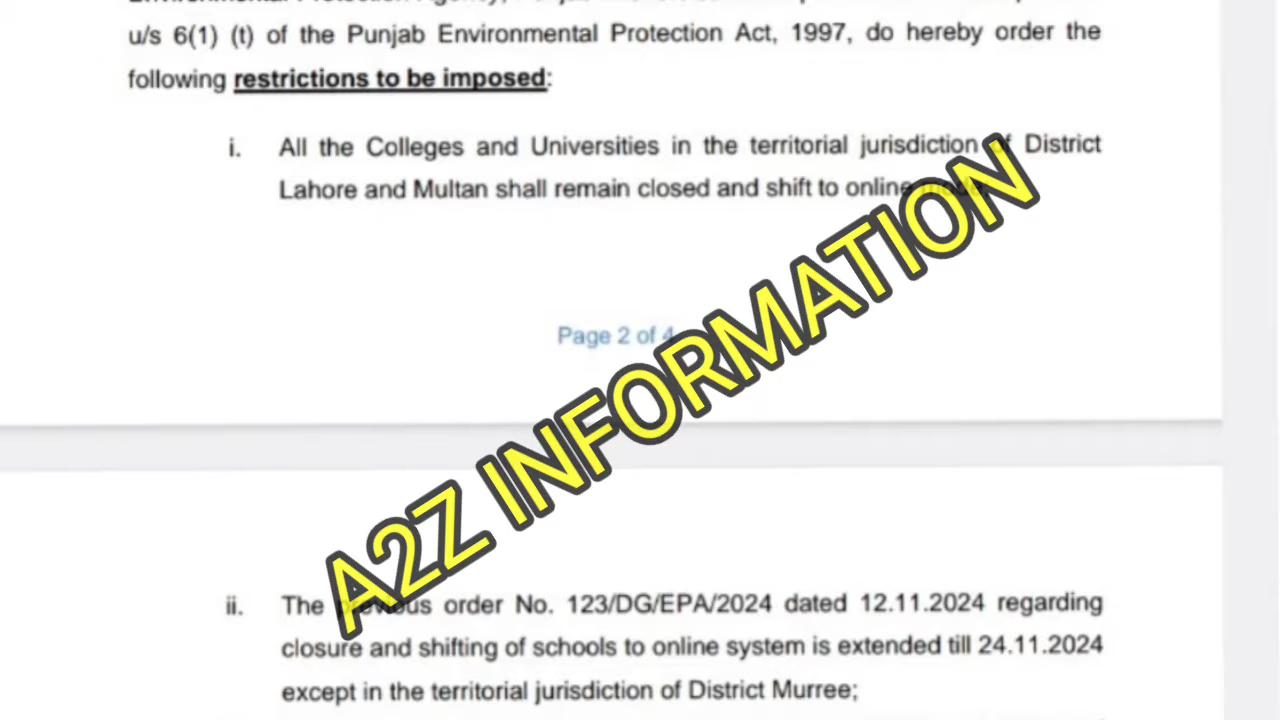 u/s 6(1) (t) of the Punjab Environmental Protection Act, 1997, do hereby order the
following restrictions to be imposed:
i. All the Colleges and Universities in the territorial jurisdiction of District
Lahore and Multan shall remain closed and shift to online mode
Page 2 of 4
A2Z INFORMATION
ii. The previous order No. 123/DG/EPA/2024 dated 12.11.2024 regarding
closure and shifting of schools to online system is extended till 24.11.2024
except in the territorial jurisdiction of District Murree;